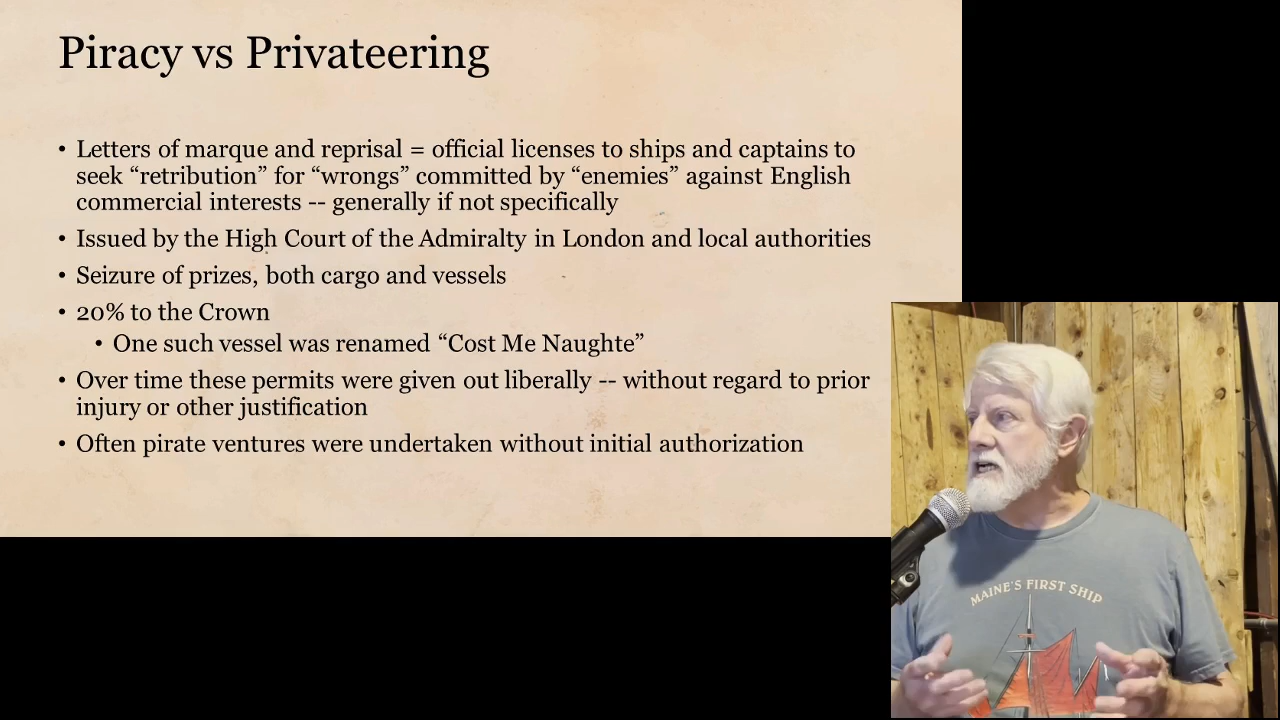 Piracy vs Privateering
• Letters of marque and reprisal = official licenses to ships and captains to
seek “retribution” for “wrongs” committed by “enemies” against English
commercial interests -- generally if not specifically
• Issued by the High Court of the Admiralty in London and local authorities
• Seizure of prizes, both cargo and vessels
• 20% to the Crown
• One such vessel was renamed “Cost Me Naughte”
• Over time these permits were given out liberally -- without regard to prior
injury or other justification
• Often pirate ventures were undertaken without initial authorization
MAINE'S FIRST SHIP